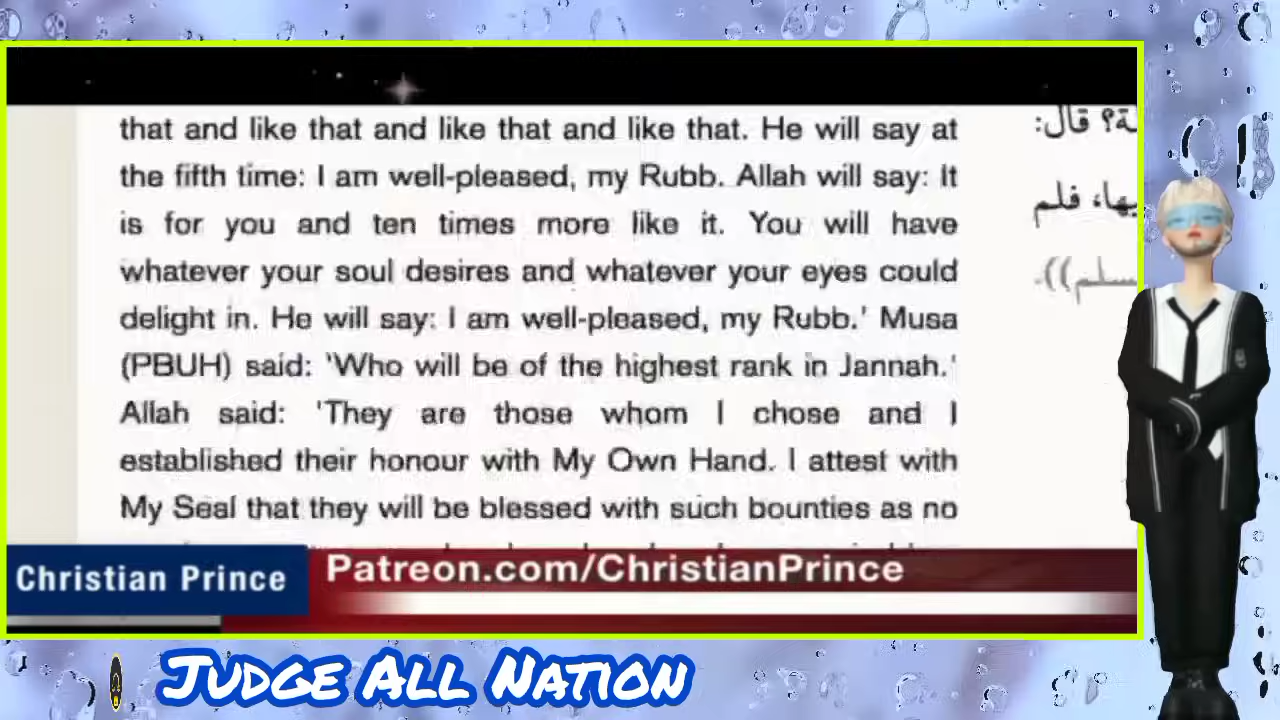 that and like that and like that and like that. He will say at
the fifth time: I am well-pleased, my Rubb. Allah will say: It
is for you and ten times more like it. You will have
whatever your soul desires and whatever your eyes could
delight in. He will say: I am well-pleased, my Rubb.' Musa
(PBUH) said: 'Who will be of the highest rank in Jannah.'
Allah said: 'They are those whom I chose and I
established their honour with My Own Hand. I attest with
My Seal that they will be blessed with such bounties as no
قال:
فلم
Christian Prince
Patreon.com/ChristianPrince
Judge All Nation